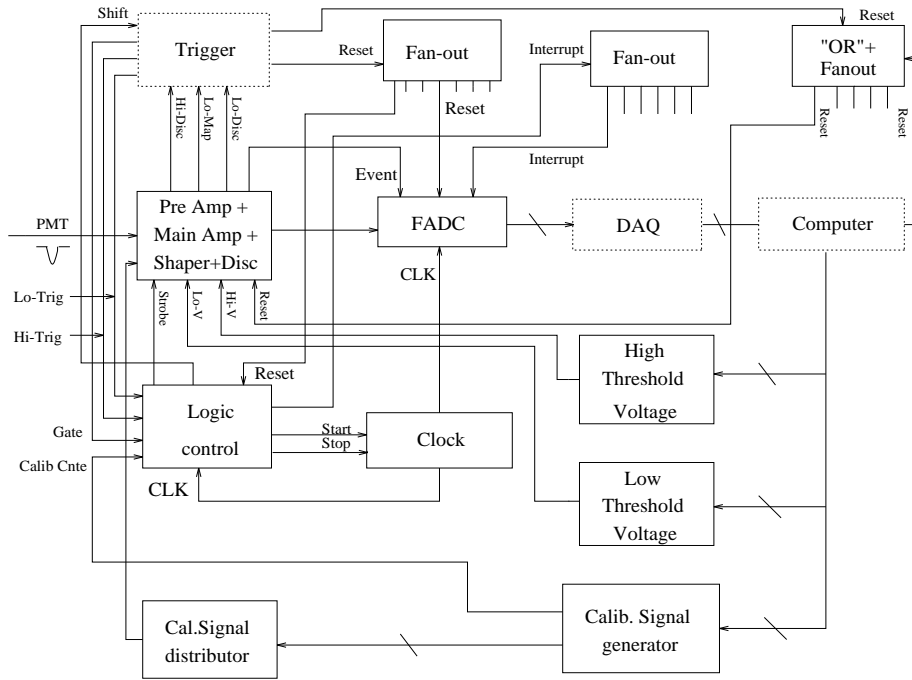 Shift
Reset
Trigger
Reset
Fan-out
Interrupt
Fan-out
"OR"+
Fanout
Hi-Disc
Lo-Map
Lo-Disc
Reset
Reset
Reset
Interrupt
Event
PMT
Pre Amp +
Main Amp +
Shaper+Disc
FADC
DAQ
Computer
CLK
Lo-Trig
Strobe
Lo-V
Hi-V
Reset
Hi-Trig
High
Threshold
Voltage
Reset
Logic
control
Gate
Start
Stop
Clock
Calib Cnte
CLK
Low
Threshold
Voltage
Cal.Signal
distributor
Calib. Signal
generator